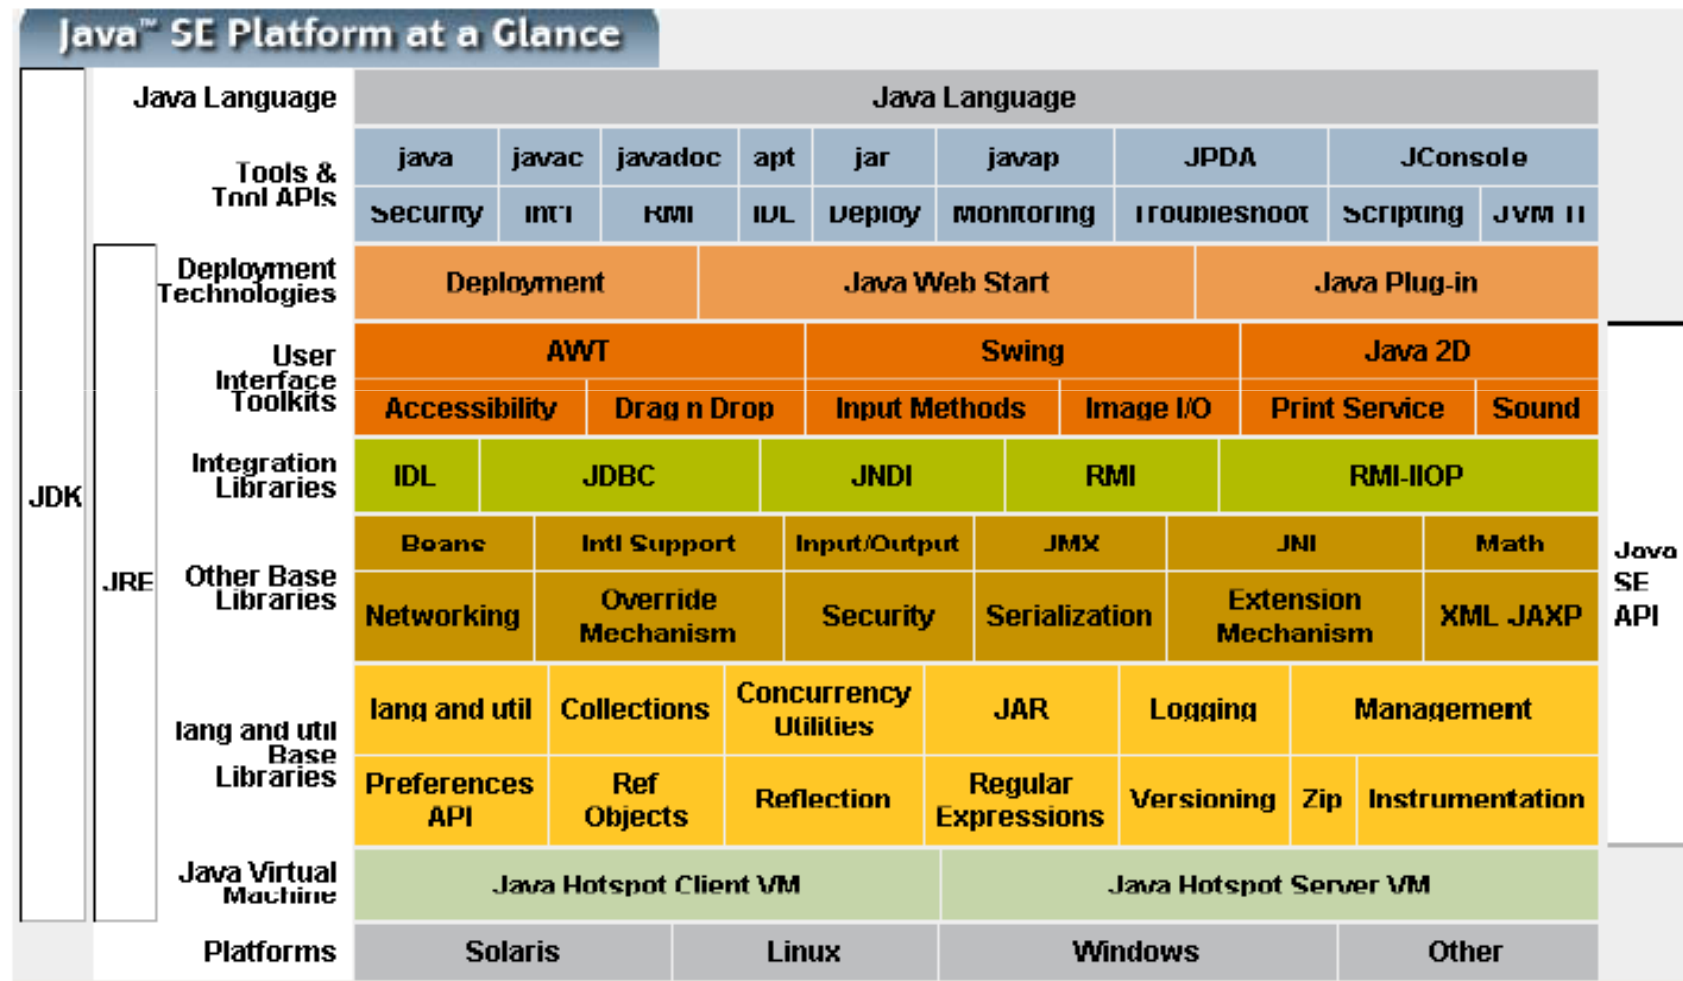 Java™ SE Platform at a Glance
Java Language
Java Language
Tools &
Tool APIs
java javac javadoc apt jar javap JPDA JConsole
Security Int'l RMI IDL Deploy Monitoring Troubleshoot Scripting JVM TI
Deployment
Technologies
Deployment Java Web Start Java Plug-in
User
Interface
Toolkits
AWT Swing Java 2D
Accessibility Drag n Drop Input Methods Image I/O Print Service Sound
Integration
Libraries
IDL JDBC JNDI RMI RMI-IIOP
JDK
JRE
Other Base
Libraries
Beans Intl Support Input/Output JMX JNI Math
Networking Override
Mechanism Security Serialization Extension
Mechanism XML JAXP
Java
SE
API
lang and util
Base
Libraries
lang and util Collections Concurrency
Utilities JAR Logging Management
Preferences
API Ref
Objects Reflection Regular
Expressions Versioning Zip Instrumentation
Java Virtual
Machine
Java Hotspot Client VM Java Hotspot Server VM
Platforms
Solaris Linux Windows Other